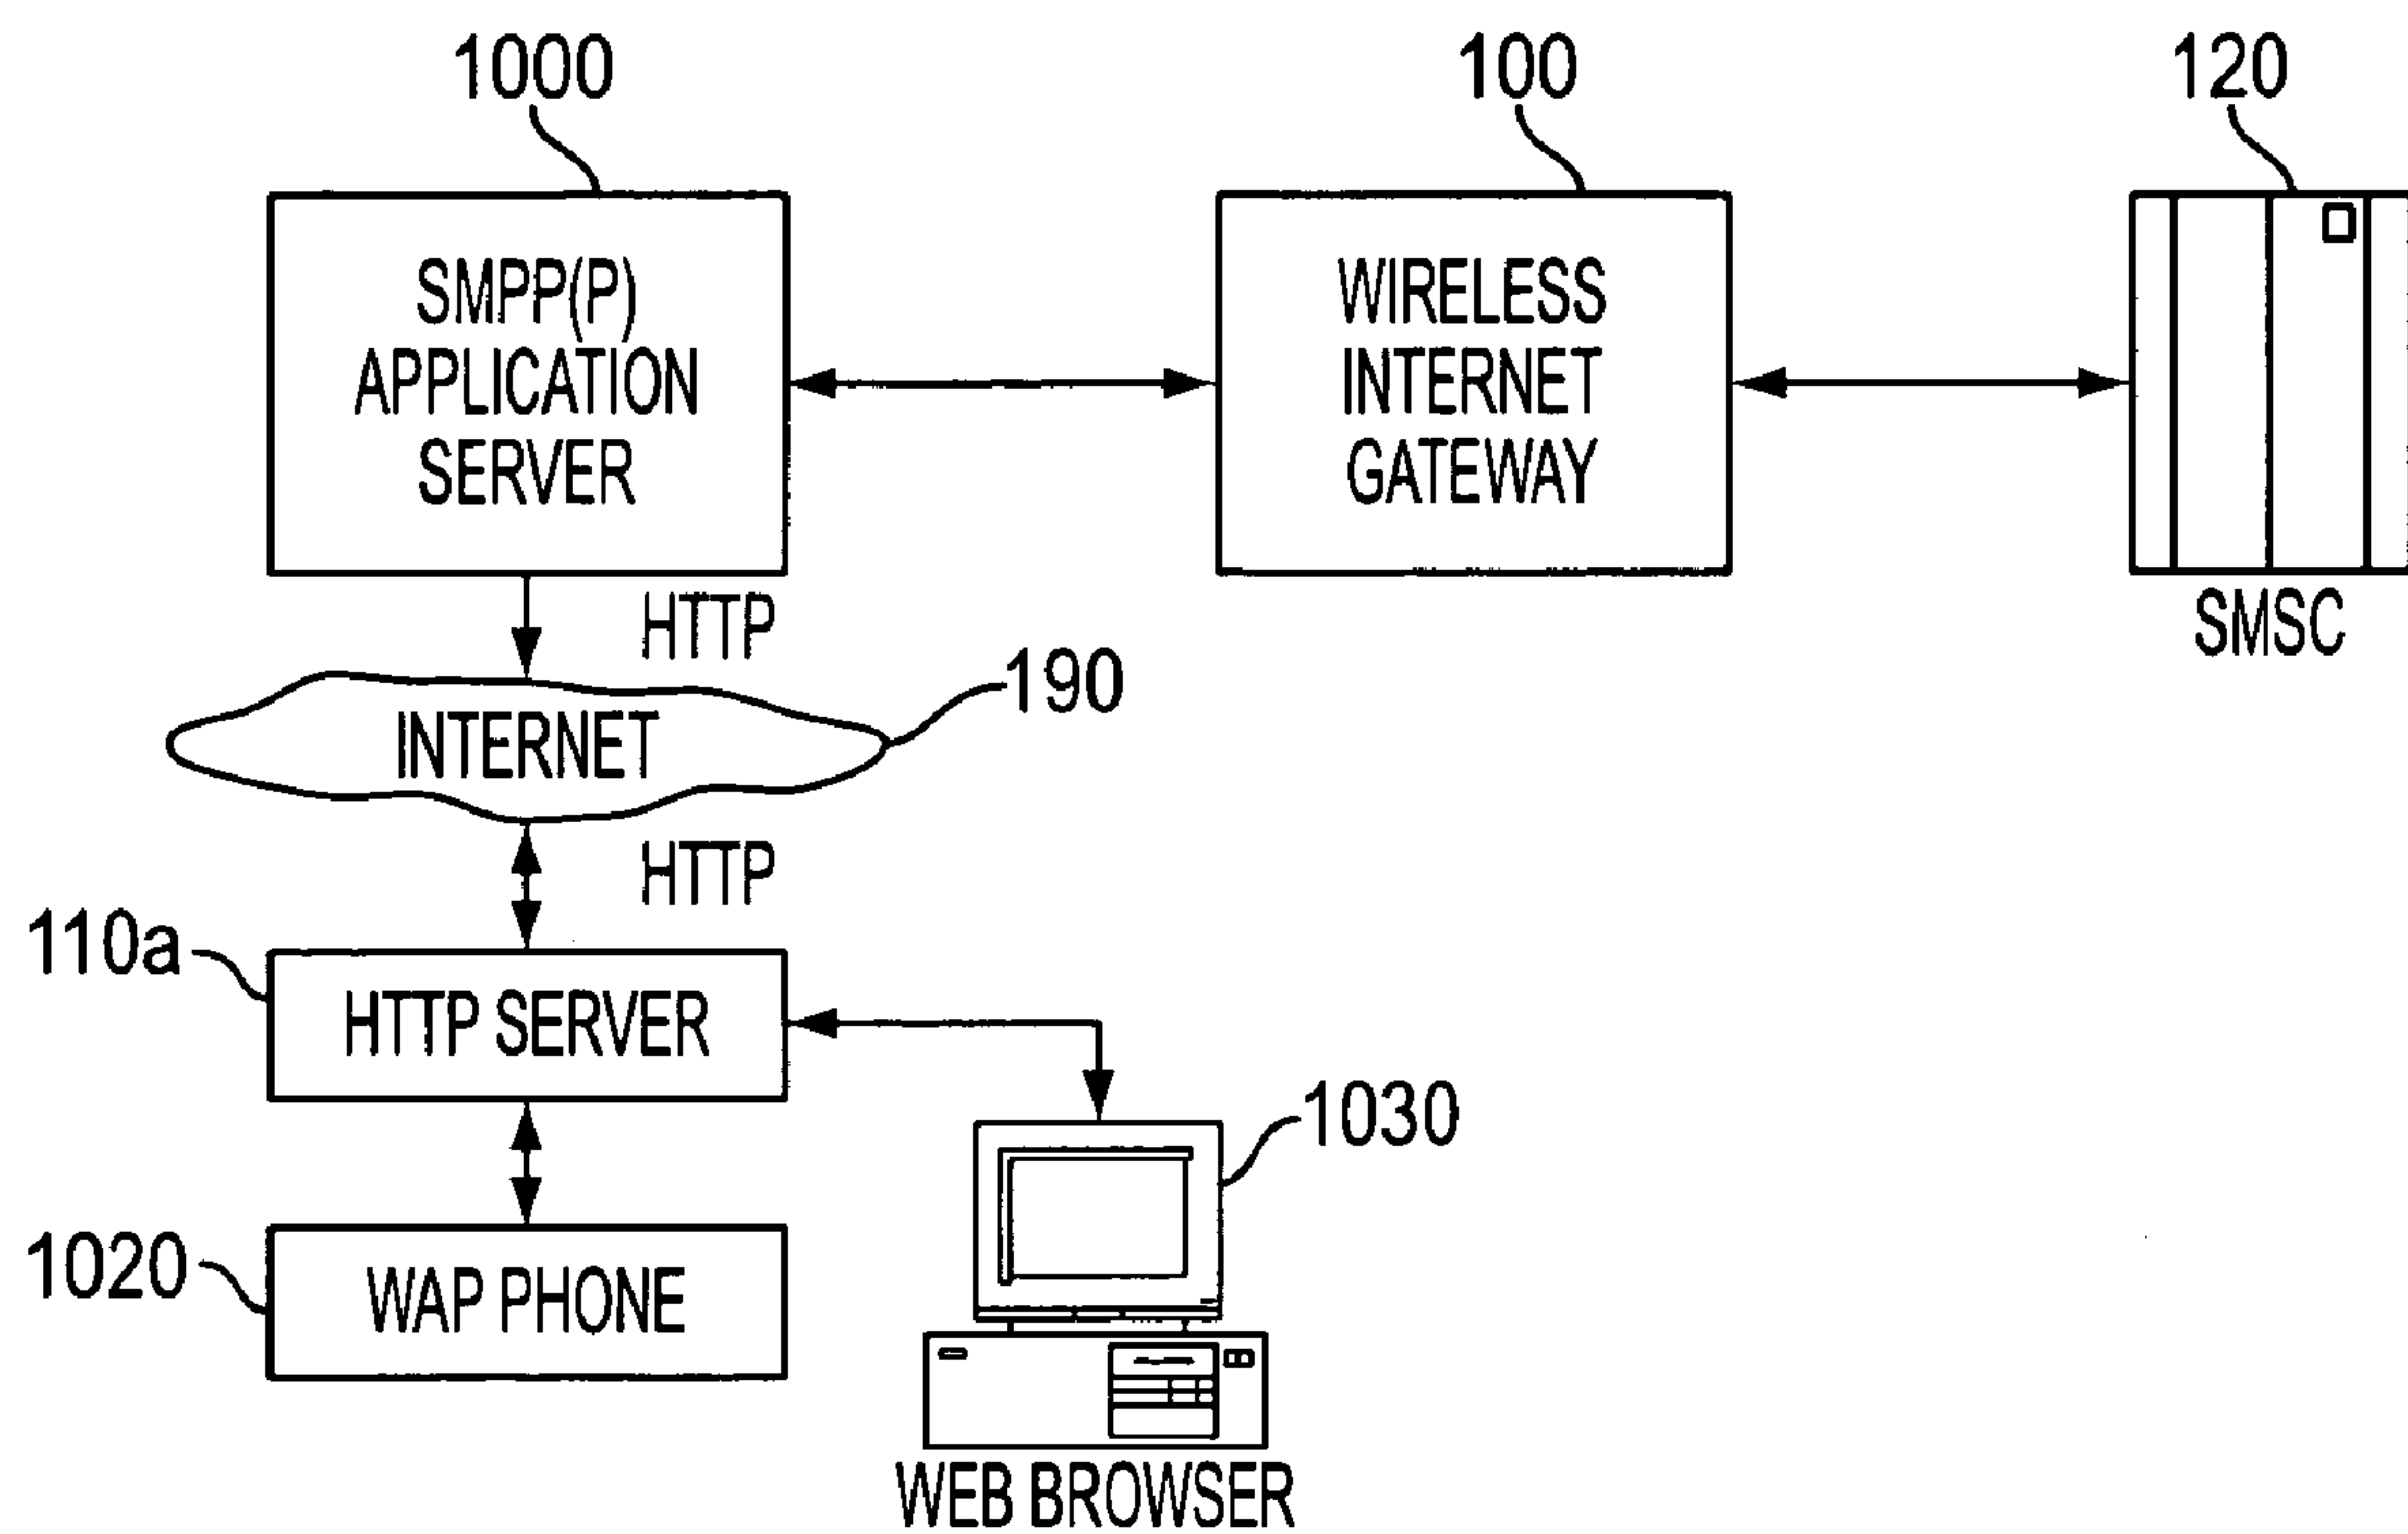 1000
100
120
SMPP(P)
APPLICATION
SERVER
WIRELESS
INTERNET
GATEWAY
SMSC
HTTP
190
INTERNET
HTTP
110a
HTTP SERVER
1030
1020
WAP PHONE
WEB BROWSER